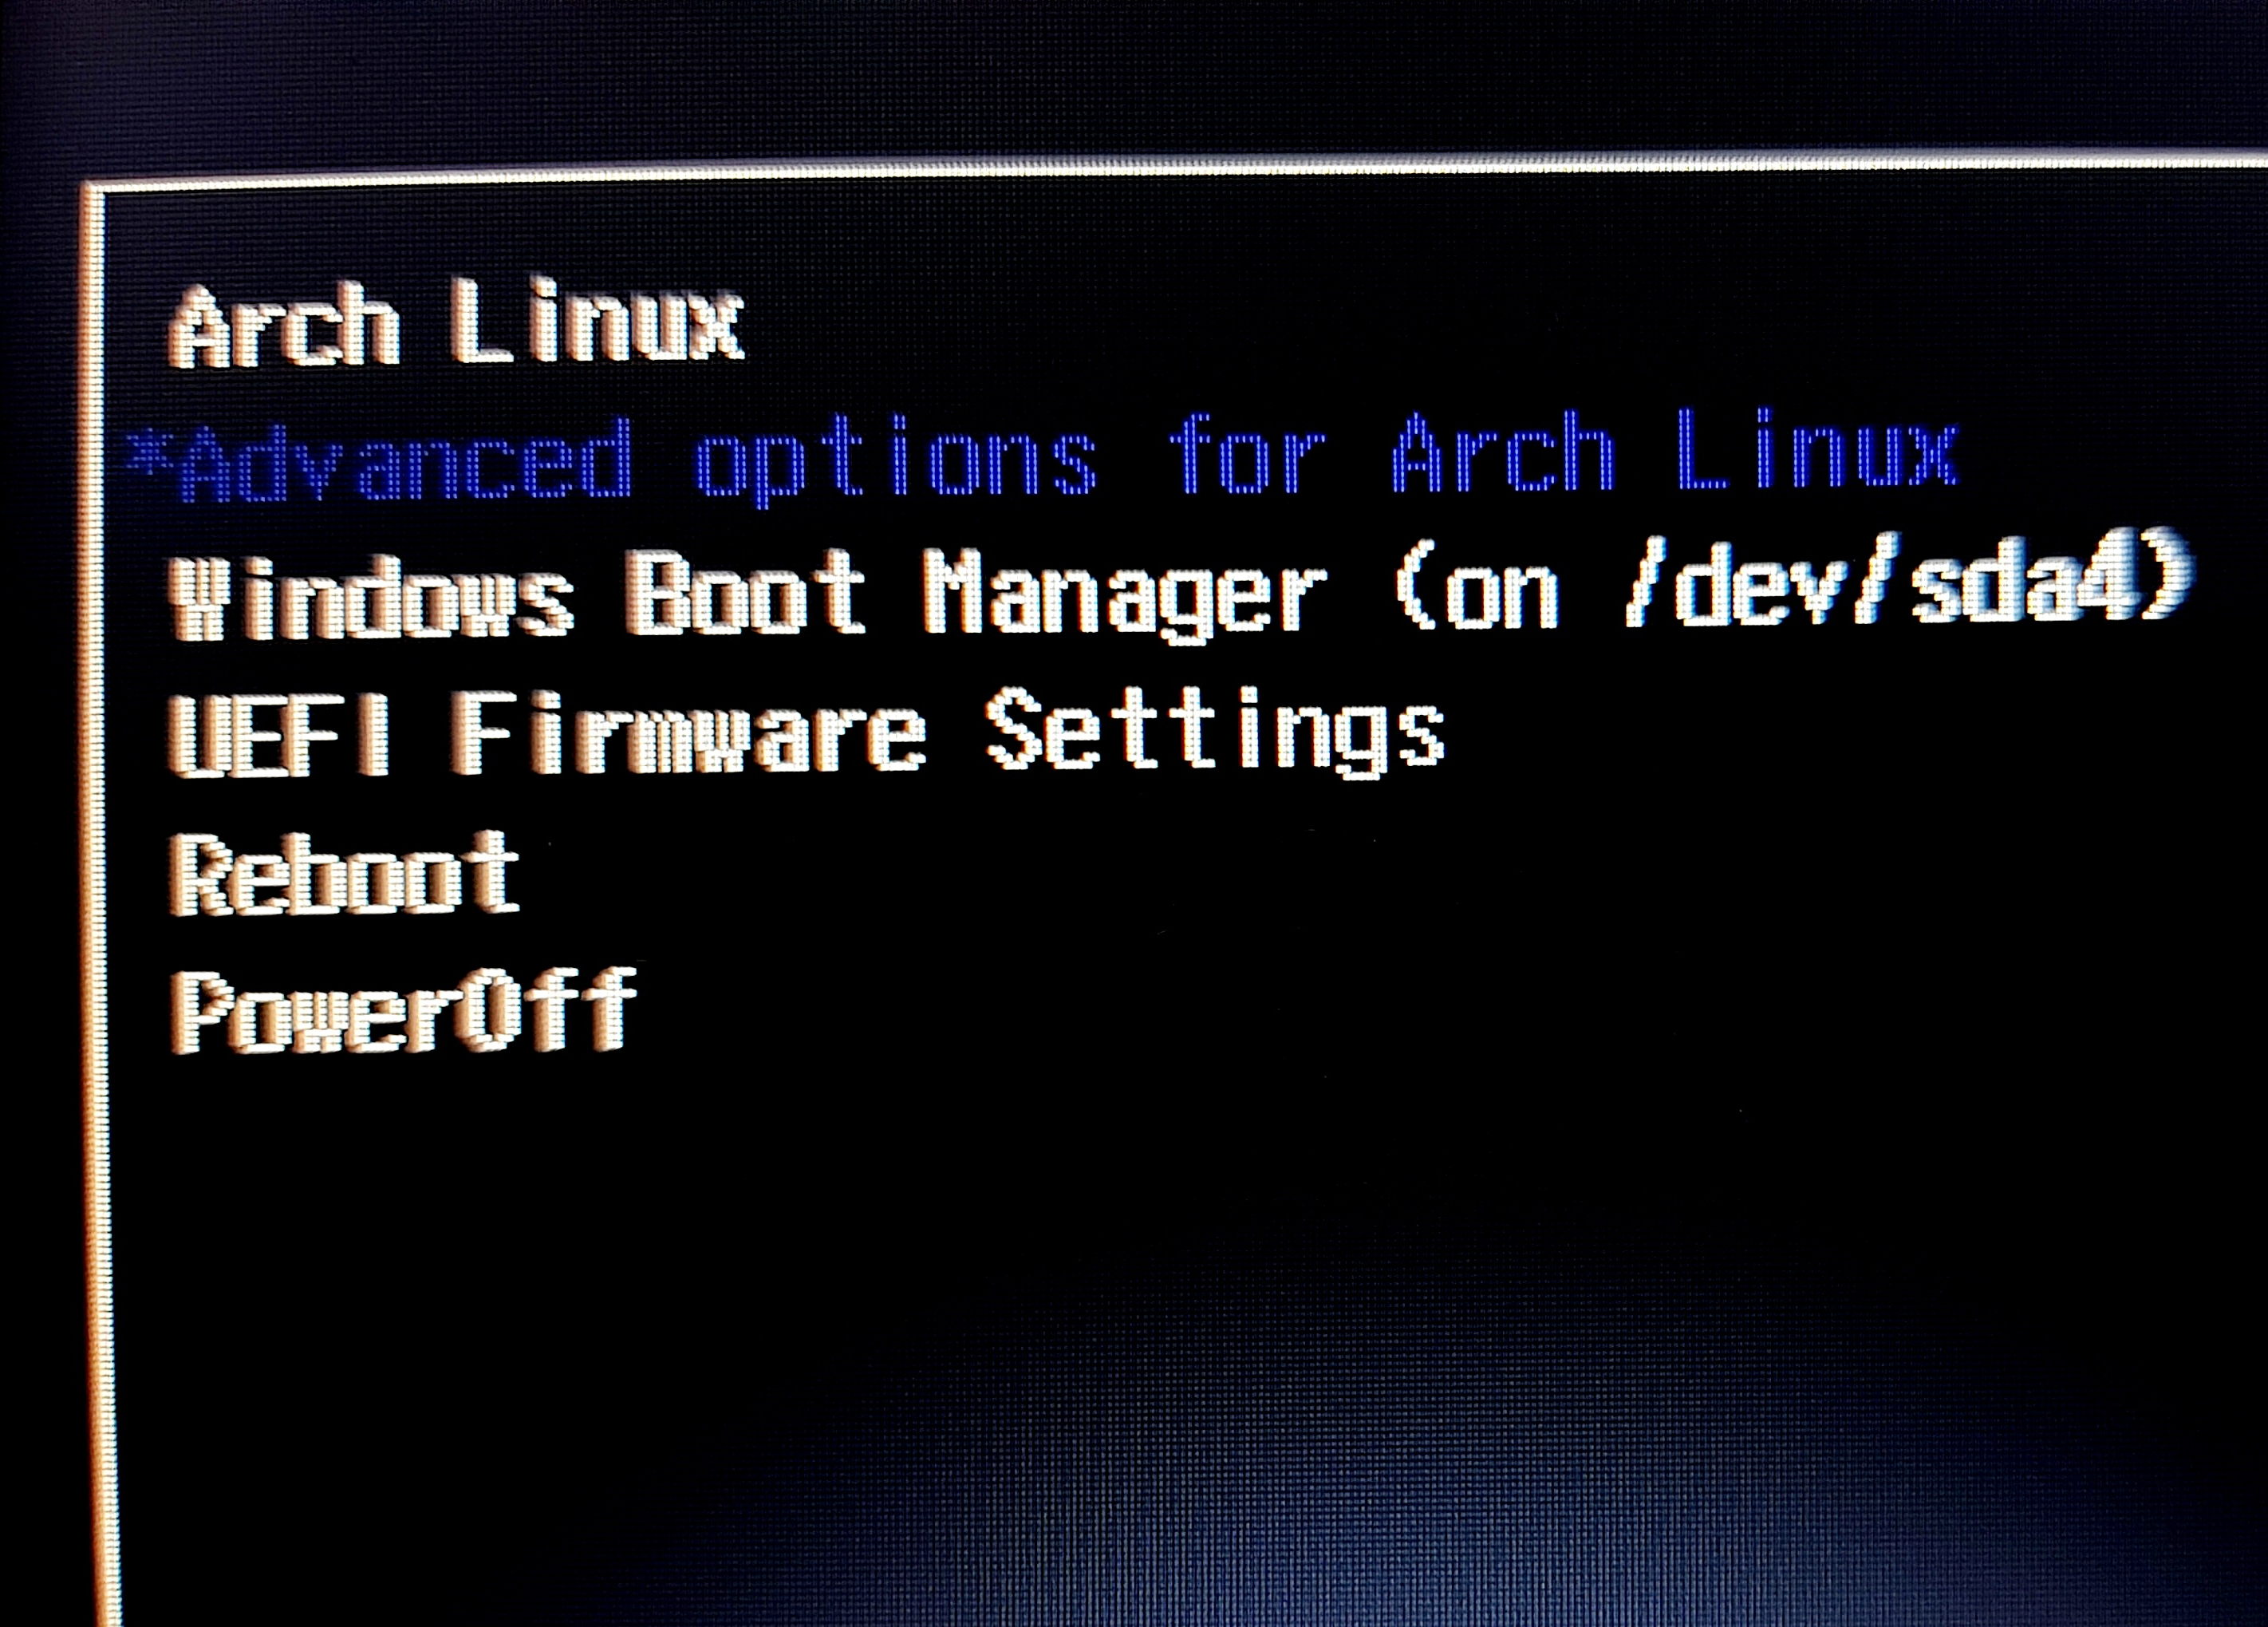 Arch Linux
*Advanced options for Arch Linux
Windows Boot Manager (on /dev/sda4)
UEFI Firmware Settings
Reboot
PowerOff